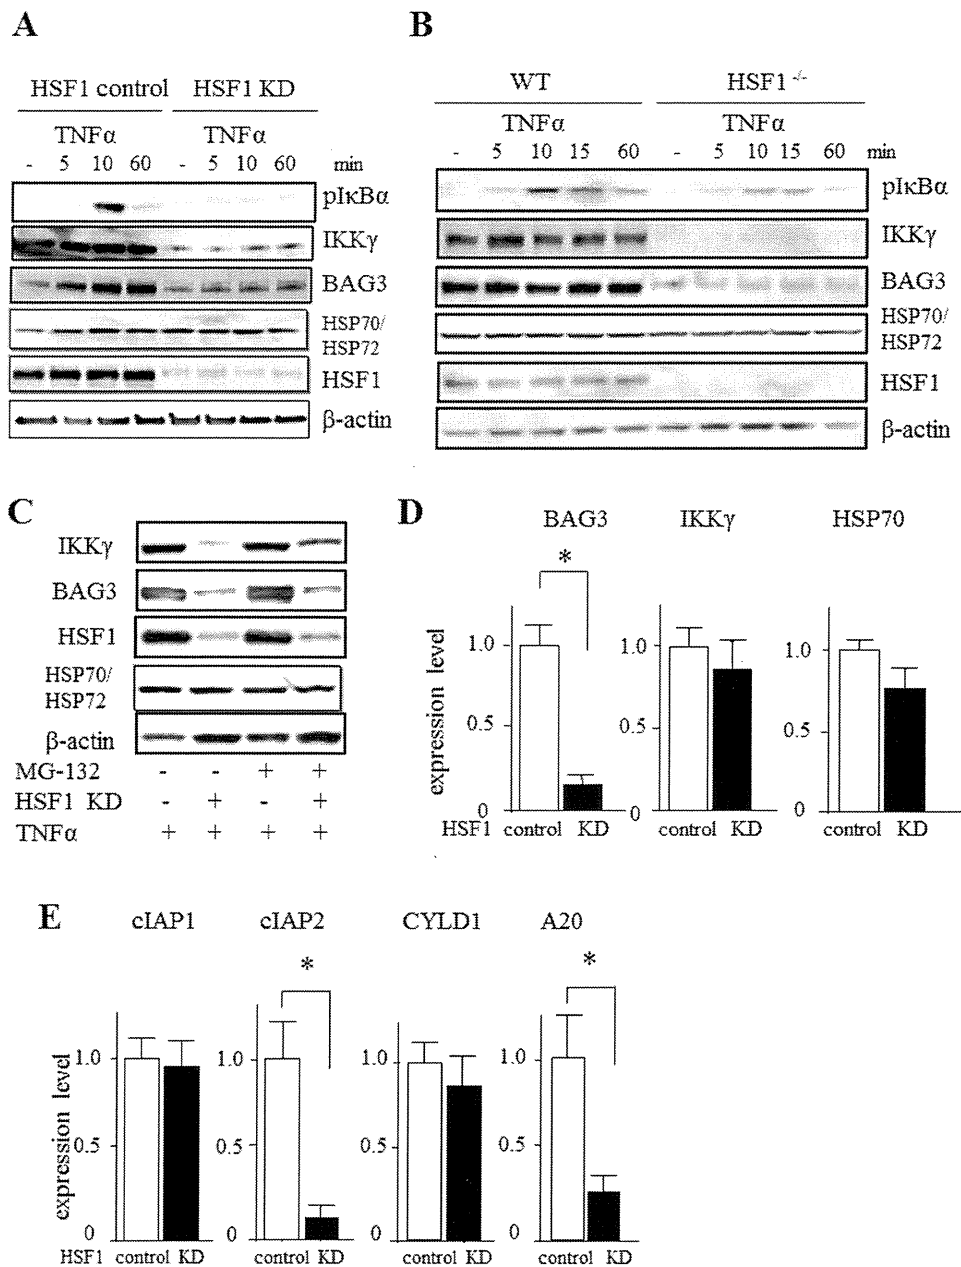 A
HSF1 control HSF1 KD
TNFα TNFα
- 5 10 60 - 5 10 60 min
pIκBα
IKKγ
BAG3
HSP70/
HSP72
HSF1
β-actin
B
WT HSF1 -/-
TNFα TNFα
- 5 10 15 60 - 5 10 15 60 min
pIκBα
IKKγ
BAG3
HSP70/
HSP72
HSF1
β-actin
C
IKKγ
BAG3
HSF1
HSP70/
HSP72
β-actin
MG-132 - - + +
HSF1 KD - + - +
TNFα + + + +
D
BAG3 IKKγ HSP70
*
expression level
1.0 1.0 1.0
0.5 0.5 0.5
0 0 0
HSF1 control KD control KD control KD
E
cIAP1 cIAP2 CYLD1 A20
* *
expression level
1.0 1.0 1.0 1.0
0.5 0.5 0.5 0.5
0 0 0 0
HSF1 control KD control KD control KD control KD